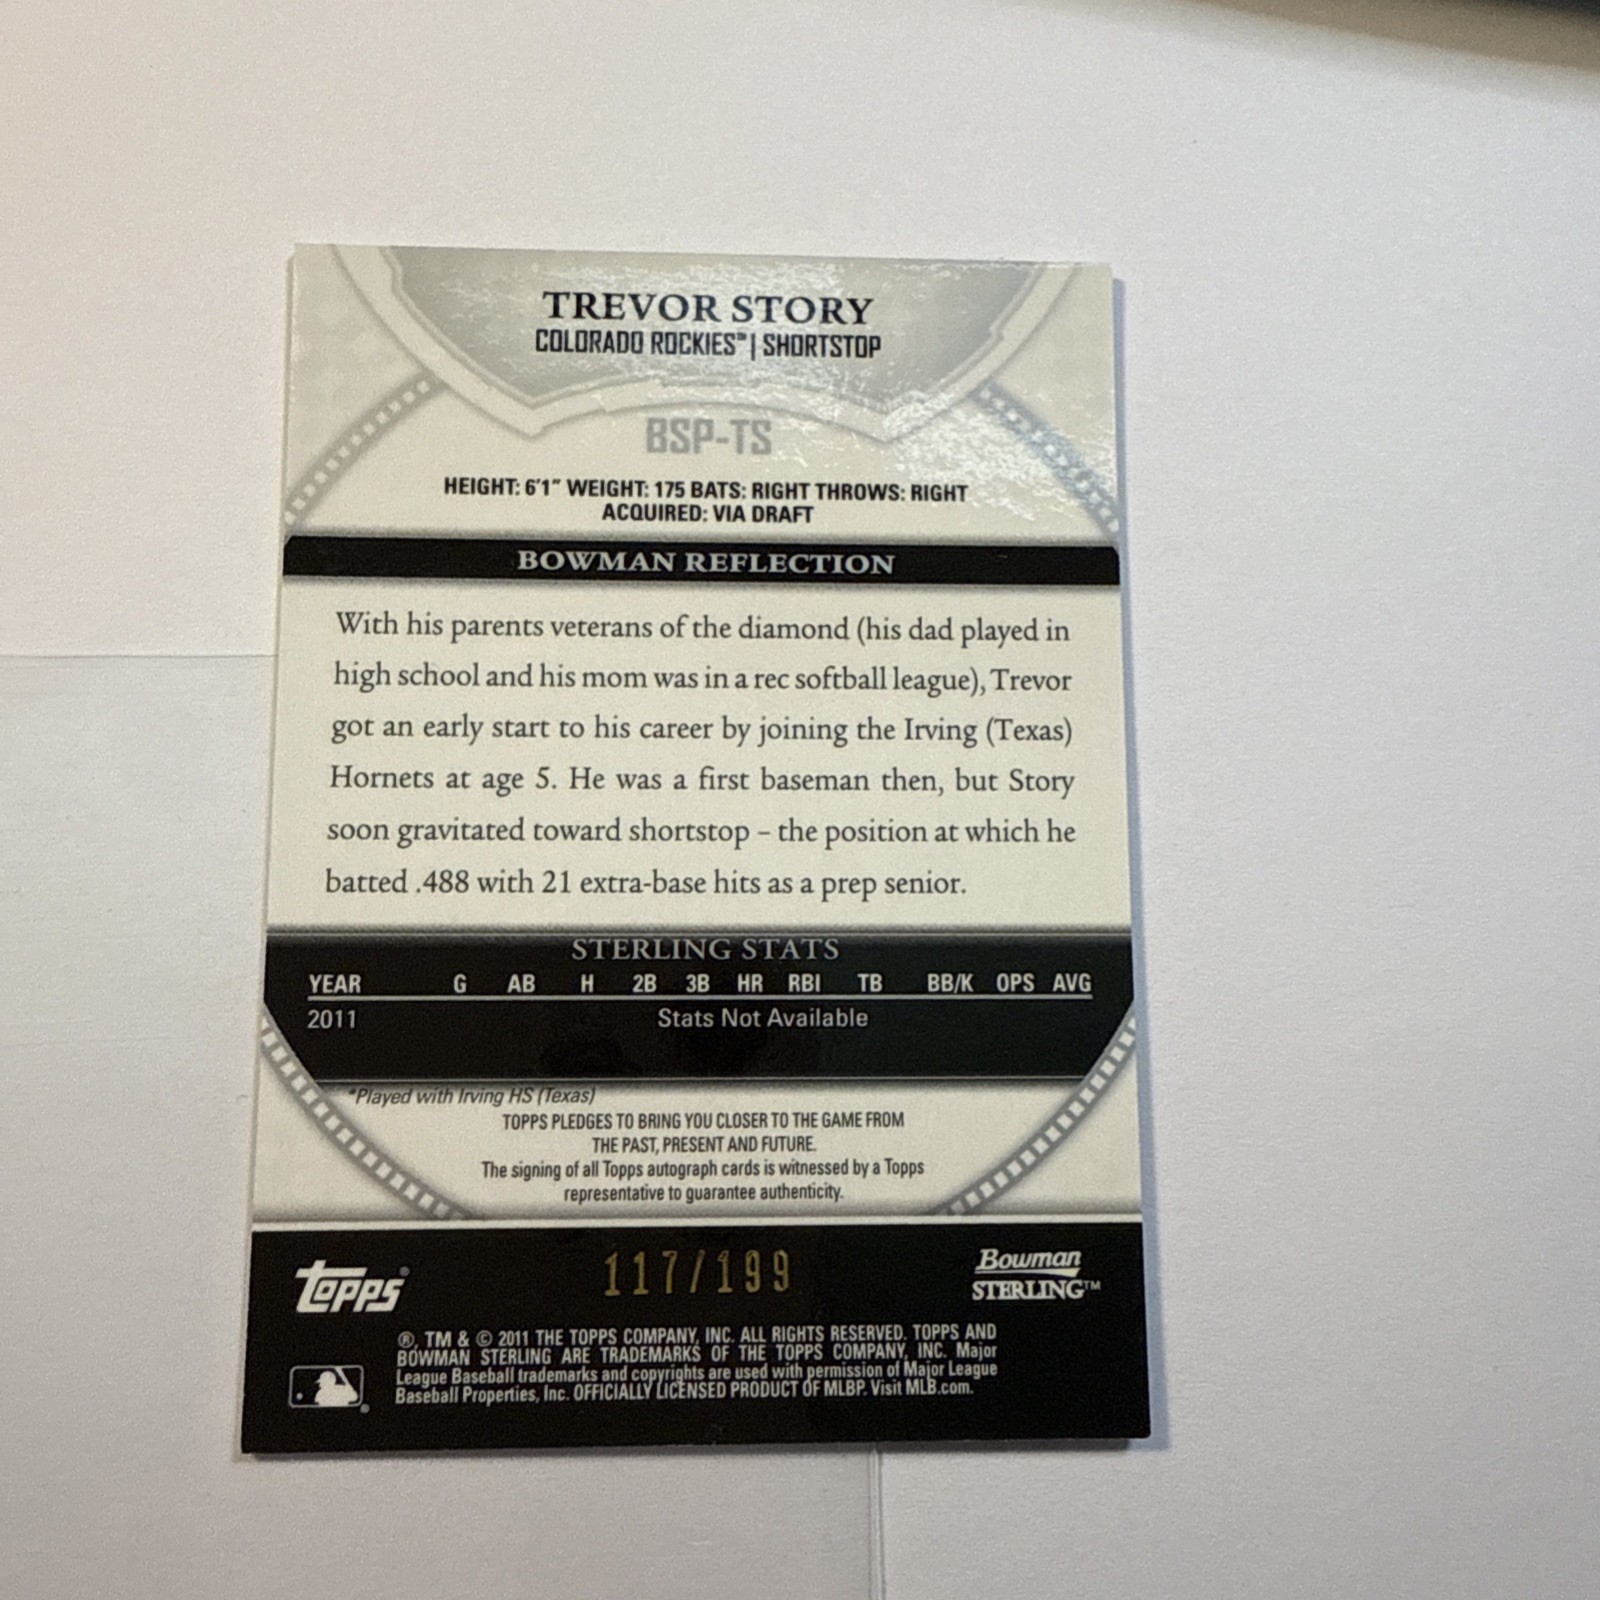 TREVOR STORY
COLORADO ROCKIES™ | SHORTSTOP
BSP-TS
HEIGHT: 6'1" WEIGHT: 175 BATS: RIGHT THROWS: RIGHT
ACQUIRED: VIA DRAFT
BOWMAN REFLECTION
With his parents veterans of the diamond (his dad played in
high school and his mom was in a rec softball league), Trevor
got an early start to his career by joining the Irving (Texas)
Hornets at age 5. He was a first baseman then, but Story
soon gravitated toward shortstop – the position at which he
batted .488 with 21 extra-base hits as a prep senior.
STERLING STATS
YEAR G AB H 2B 3B HR RBI TB BB/K OPS AVG
2011 Stats Not Available
*Played with Irving HS (Texas)
TOPPS PLEDGES TO BRING YOU CLOSER TO THE GAME FROM
THE PAST, PRESENT AND FUTURE.
The signing of all Topps autograph cards is witnessed by a Topps
representative to guarantee authenticity.
Topps®
117/199
Bowman
STERLING™
®, TM & © 2011 THE TOPPS COMPANY, INC. ALL RIGHTS RESERVED. TOPPS AND
BOWMAN STERLING ARE TRADEMARKS OF THE TOPPS COMPANY, INC. Major
League Baseball trademarks and copyrights are used with permission of Major League
Baseball Properties, Inc. OFFICIALLY LICENSED PRODUCT OF MLBP. Visit MLB.com.